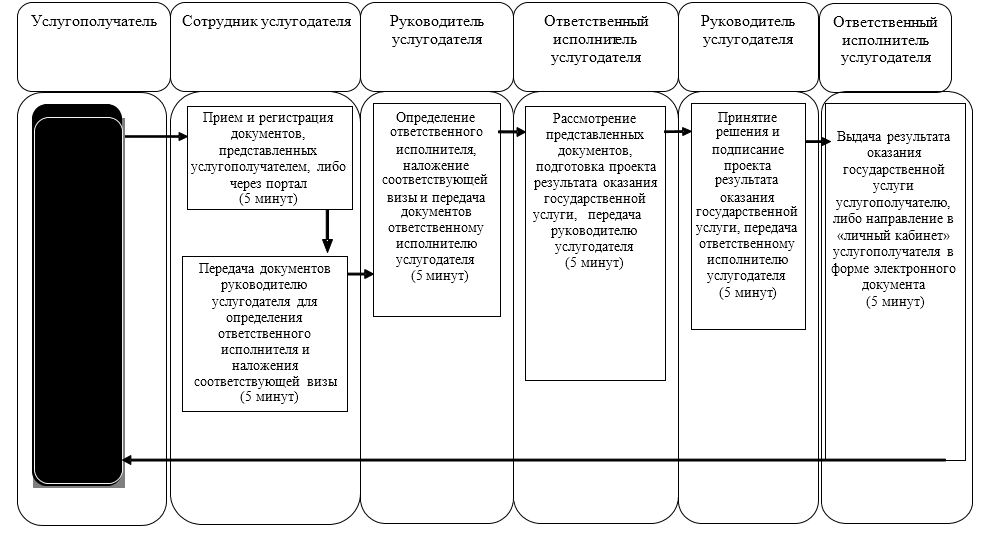 Услугополучатель
Сотрудник услугодателя
Руководитель
услугодателя
Ответственный
исполнитель
услугодателя
Руководитель
услугодателя
Ответственный
исполнитель
услугодателя
Прием и регистрация
документов,
представленных
услугополучателем, либо
через портал
(5 минут)
Передача документов
руководителю
услугодателя для
определения
ответственного
исполнителя и
наложения
соответствующей визы
(5 минут)
Определение
ответственного
исполнителя,
наложение
соответствующей
визы и передача
документов
ответственному
исполнителю
услугодателя
(5 минут)
Рассмотрение
представленных
документов,
подготовка проекта
результата оказания
государственной
услуги, передача
руководителю
услугодателя
(5 минут)
Принятие
решения и
подписание
проекта
результата
оказания
государственной
услуги, передача
ответственному
исполнителю
услугодателя
(5 минут)
Выдача результата
оказания
государственной
услуги
услугополучателю,
либо направление в
«личный кабинет»
услугополучателя в
форме электронного
документа
(5 минут)